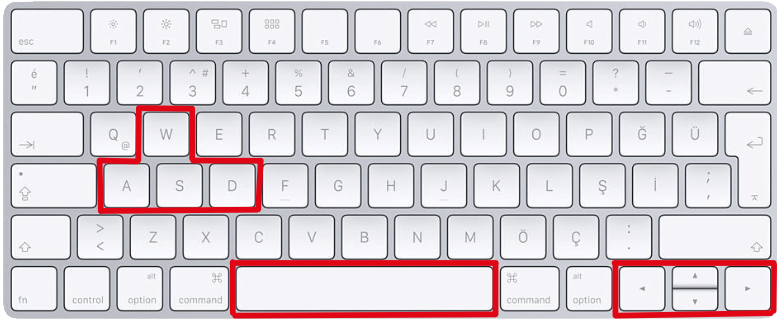 esc F1 F2 F3 F4 F5 F6 F7 F8 F9 F10 F11 F12
é " ! 1 ' 2 ^ # 3 + 4 % 5 & 6 / 7 ( 8 ) 9 = 0 ? * _ -
Q @ W E R T Y U I O P Ğ Ü
A S D F G H J K L Ş İ ; ,
> < Z X C V B N M Ö Ç : .
fn control alt option ⌘ command ⌘ command alt option ◄ ▲ ▼ ►